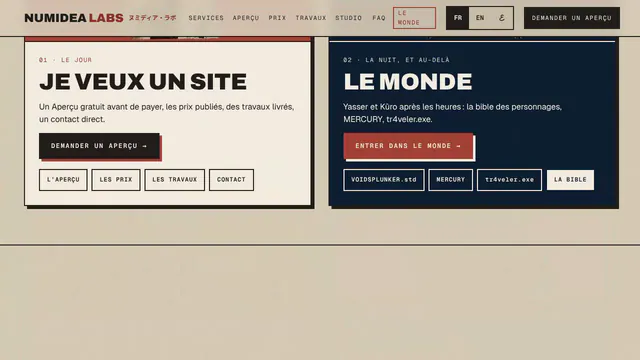 NUMIDEA LABS ヌミディア・ラボ SERVICES APERÇU PRIX TRAVAUX STUDIO FAQ LE MONDE FR EN ع DEMANDER UN APERÇU
01 · LE JOUR
JE VEUX UN SITE
Un Aperçu gratuit avant de payer, les prix publiés, des travaux livrés,
un contact direct.
DEMANDER UN APERÇU →
L'APERÇU LES PRIX LES TRAVAUX CONTACT
02 · LA NUIT, ET AU-DELÀ
LE MONDE
Yasser et Kūro après les heures : la bible des personnages,
MERCURY, tr4veler.exe.
ENTRER DANS LE MONDE →
VOIDSPLUNKER.std MERCURY tr4veler.exe LA BIBLE